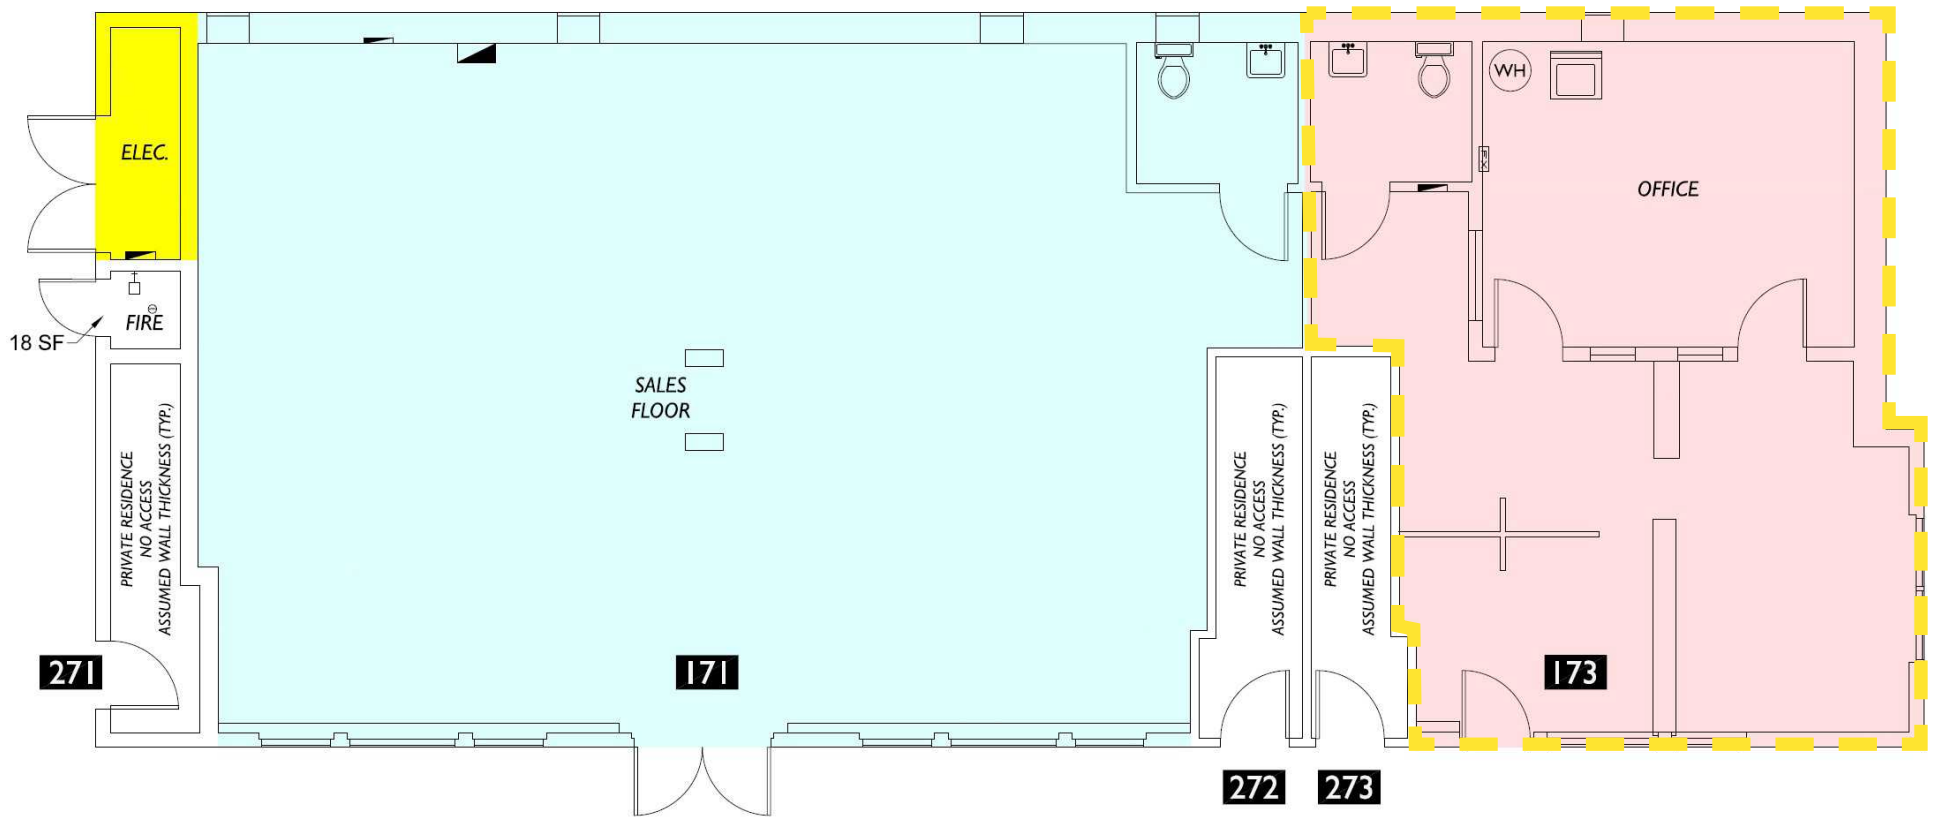 WH
ELEC.
FX
OFFICE
FIRE
18 SF
SALES
FLOOR
PRIVATE RESIDENCE
NO ACCESS
ASSUMED WALL THICKNESS (TYP.)
PRIVATE RESIDENCE
NO ACCESS
ASSUMED WALL THICKNESS (TYP.)
PRIVATE RESIDENCE
NO ACCESS
ASSUMED WALL THICKNESS (TYP.)
271
171
173
272
273